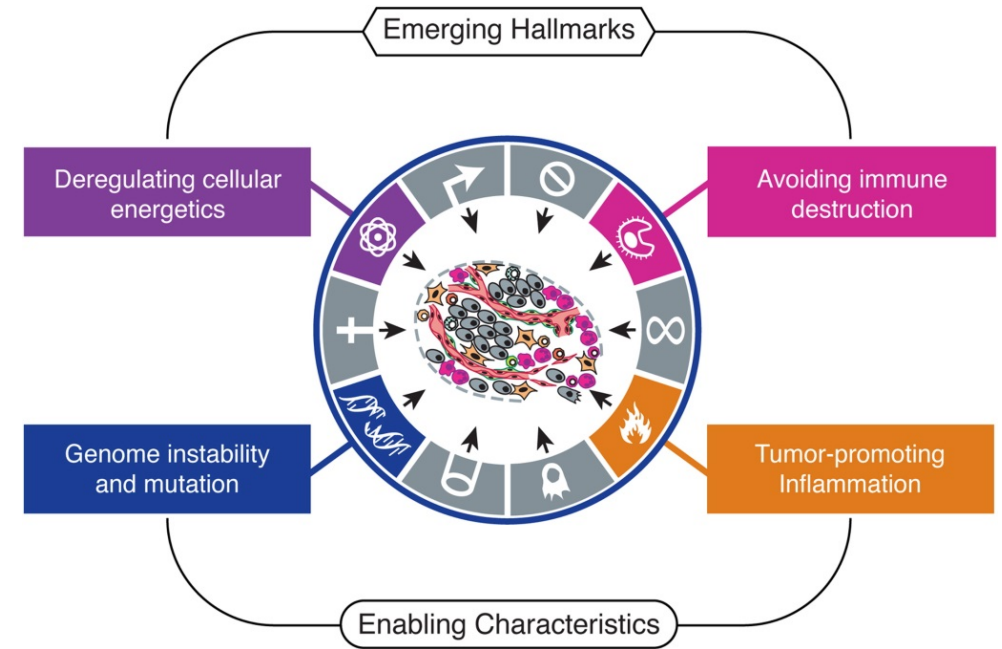 Emerging Hallmarks
Deregulating cellular
energetics
Avoiding immune
destruction
Genome instability
and mutation
Tumor-promoting
Inflammation
Enabling Characteristics